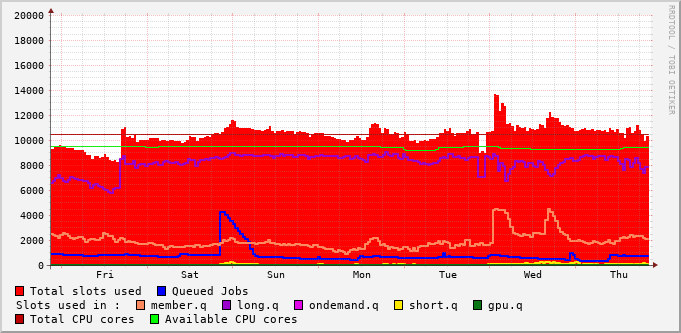 20000
18000
16000
14000
12000
10000
8000
6000
4000
2000
0
Fri Sat Sun Mon Tue Wed Thu
RRDTOOL / TOBI OETIKER
Total slots used Queued Jobs
Slots used in : member.q long.q ondemand.q short.q gpu.q
Total CPU cores Available CPU cores